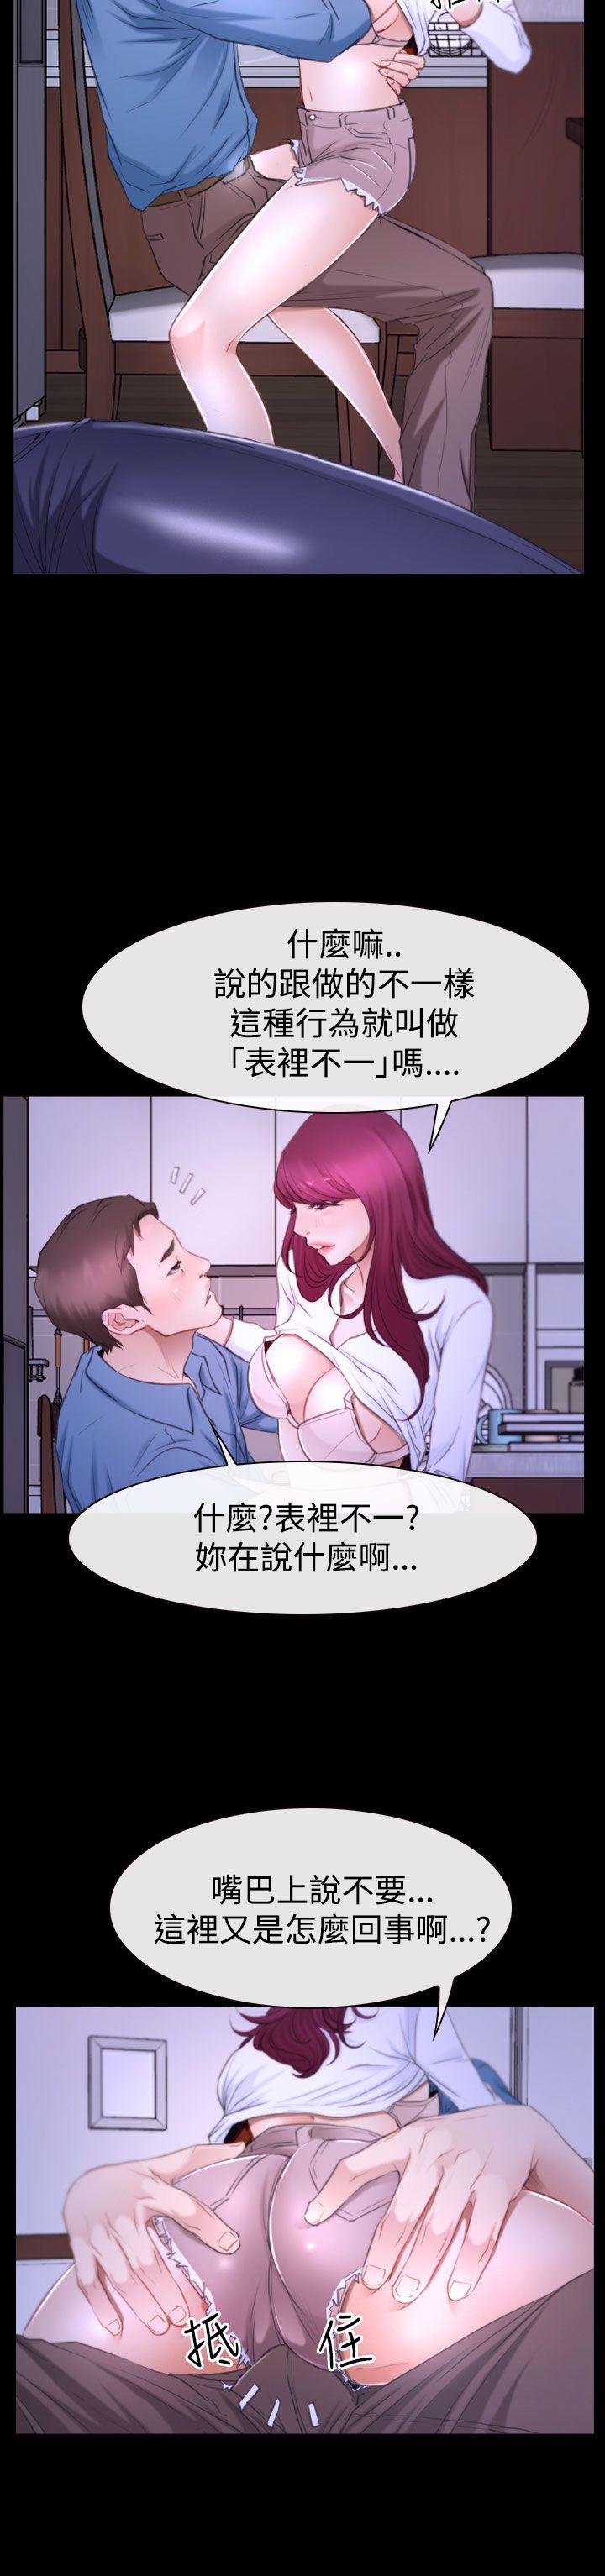 什麼嘛..
說的跟做的不一樣
這種行為就叫做
「表裡不一」嗎....
什麼?表裡不一?
妳在說什麼啊...
嘴巴上說不要...
這裡又是怎麼回事啊...?
抵住